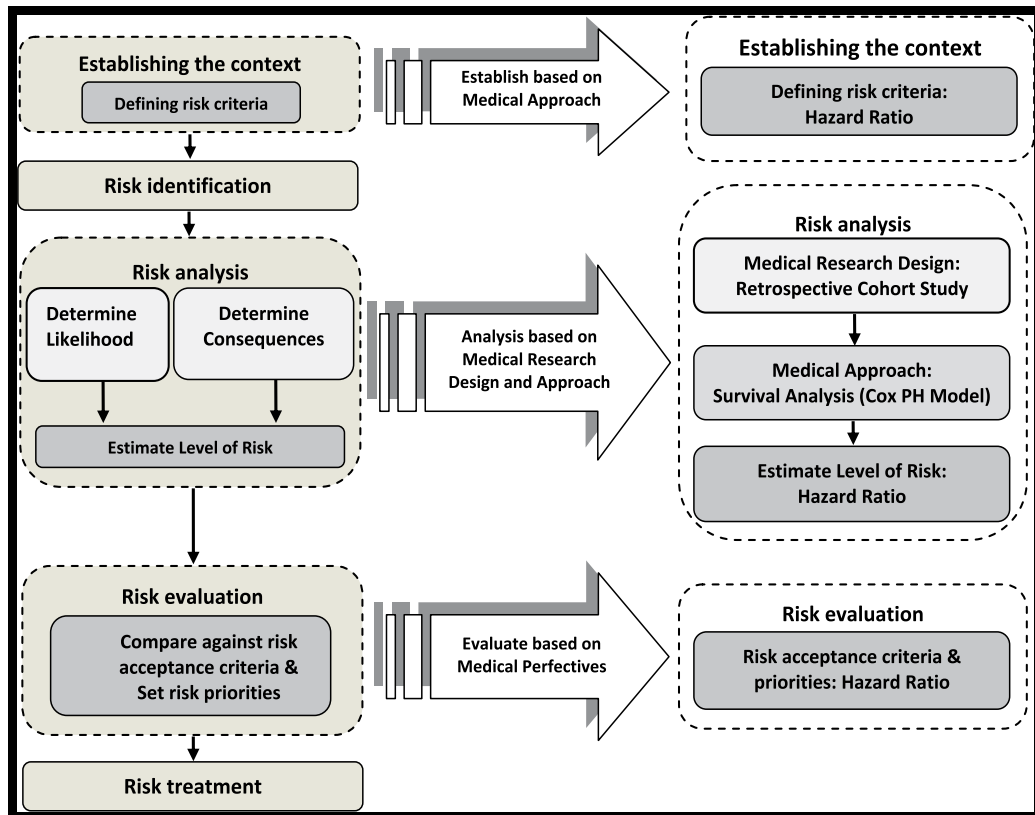 Establishing the context
Defining risk criteria
Risk identification
Risk analysis
Determine
Likelihood
Determine
Consequences
Estimate Level of Risk
Risk evaluation
Compare against risk
acceptance criteria &
Set risk priorities
Risk treatment
Establish based on
Medical Approach
Analysis based on
Medical Research
Design and Approach
Evaluate based on
Medical Perfectives
Establishing the context
Defining risk criteria:
Hazard Ratio
Risk analysis
Medical Research Design:
Retrospective Cohort Study
Medical Approach:
Survival Analysis (Cox PH Model)
Estimate Level of Risk:
Hazard Ratio
Risk evaluation
Risk acceptance criteria &
priorities: Hazard Ratio